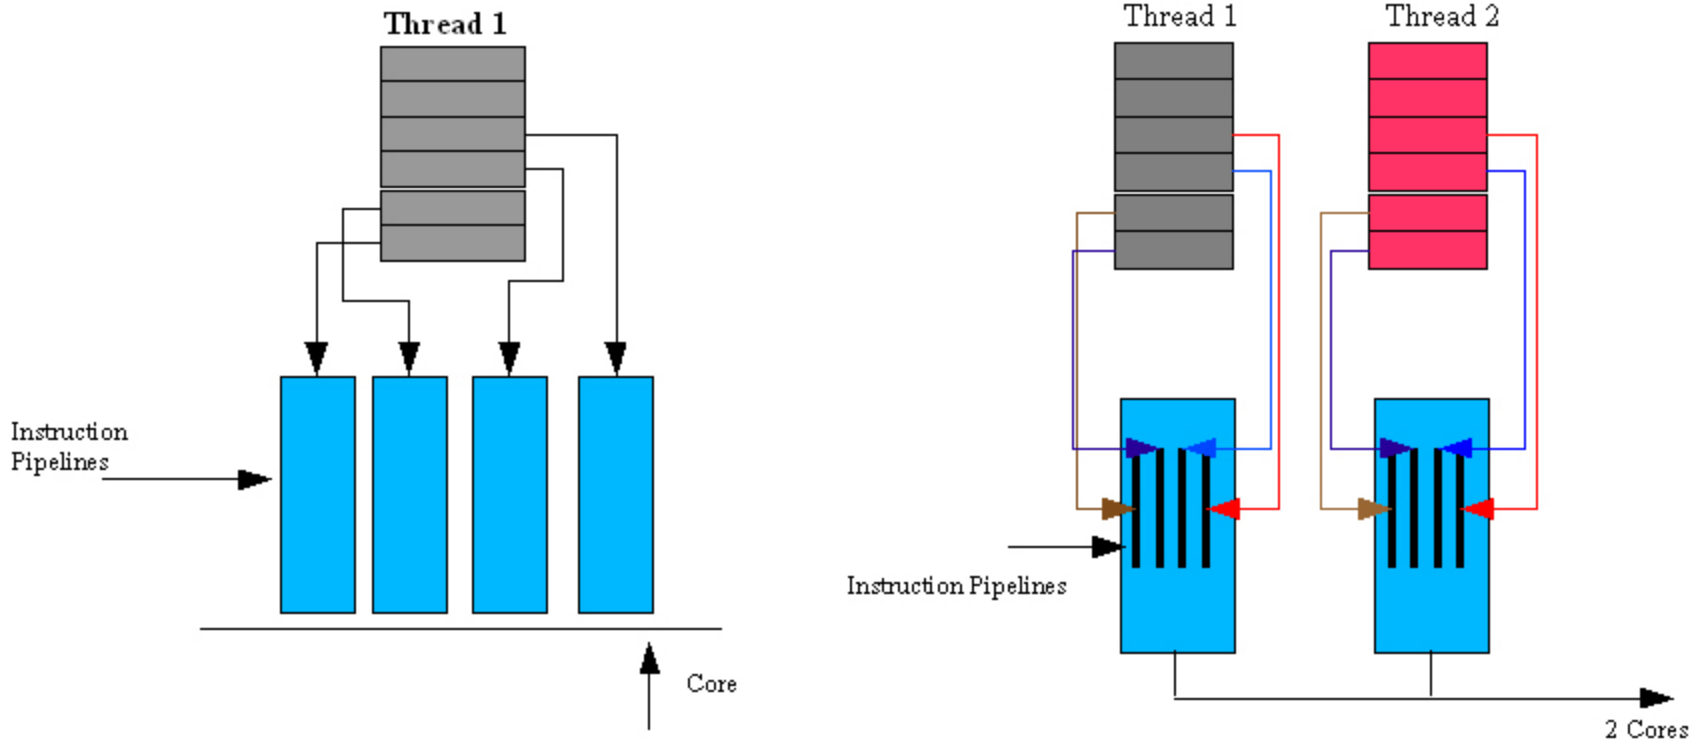 Thread 1
Instruction
Pipelines
Core
Thread 1
Thread 2
Instruction Pipelines
2 Cores